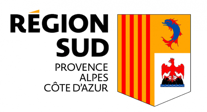 RÉGION
SUD
PROVENCE
ALPES
CÔTE D'AZUR